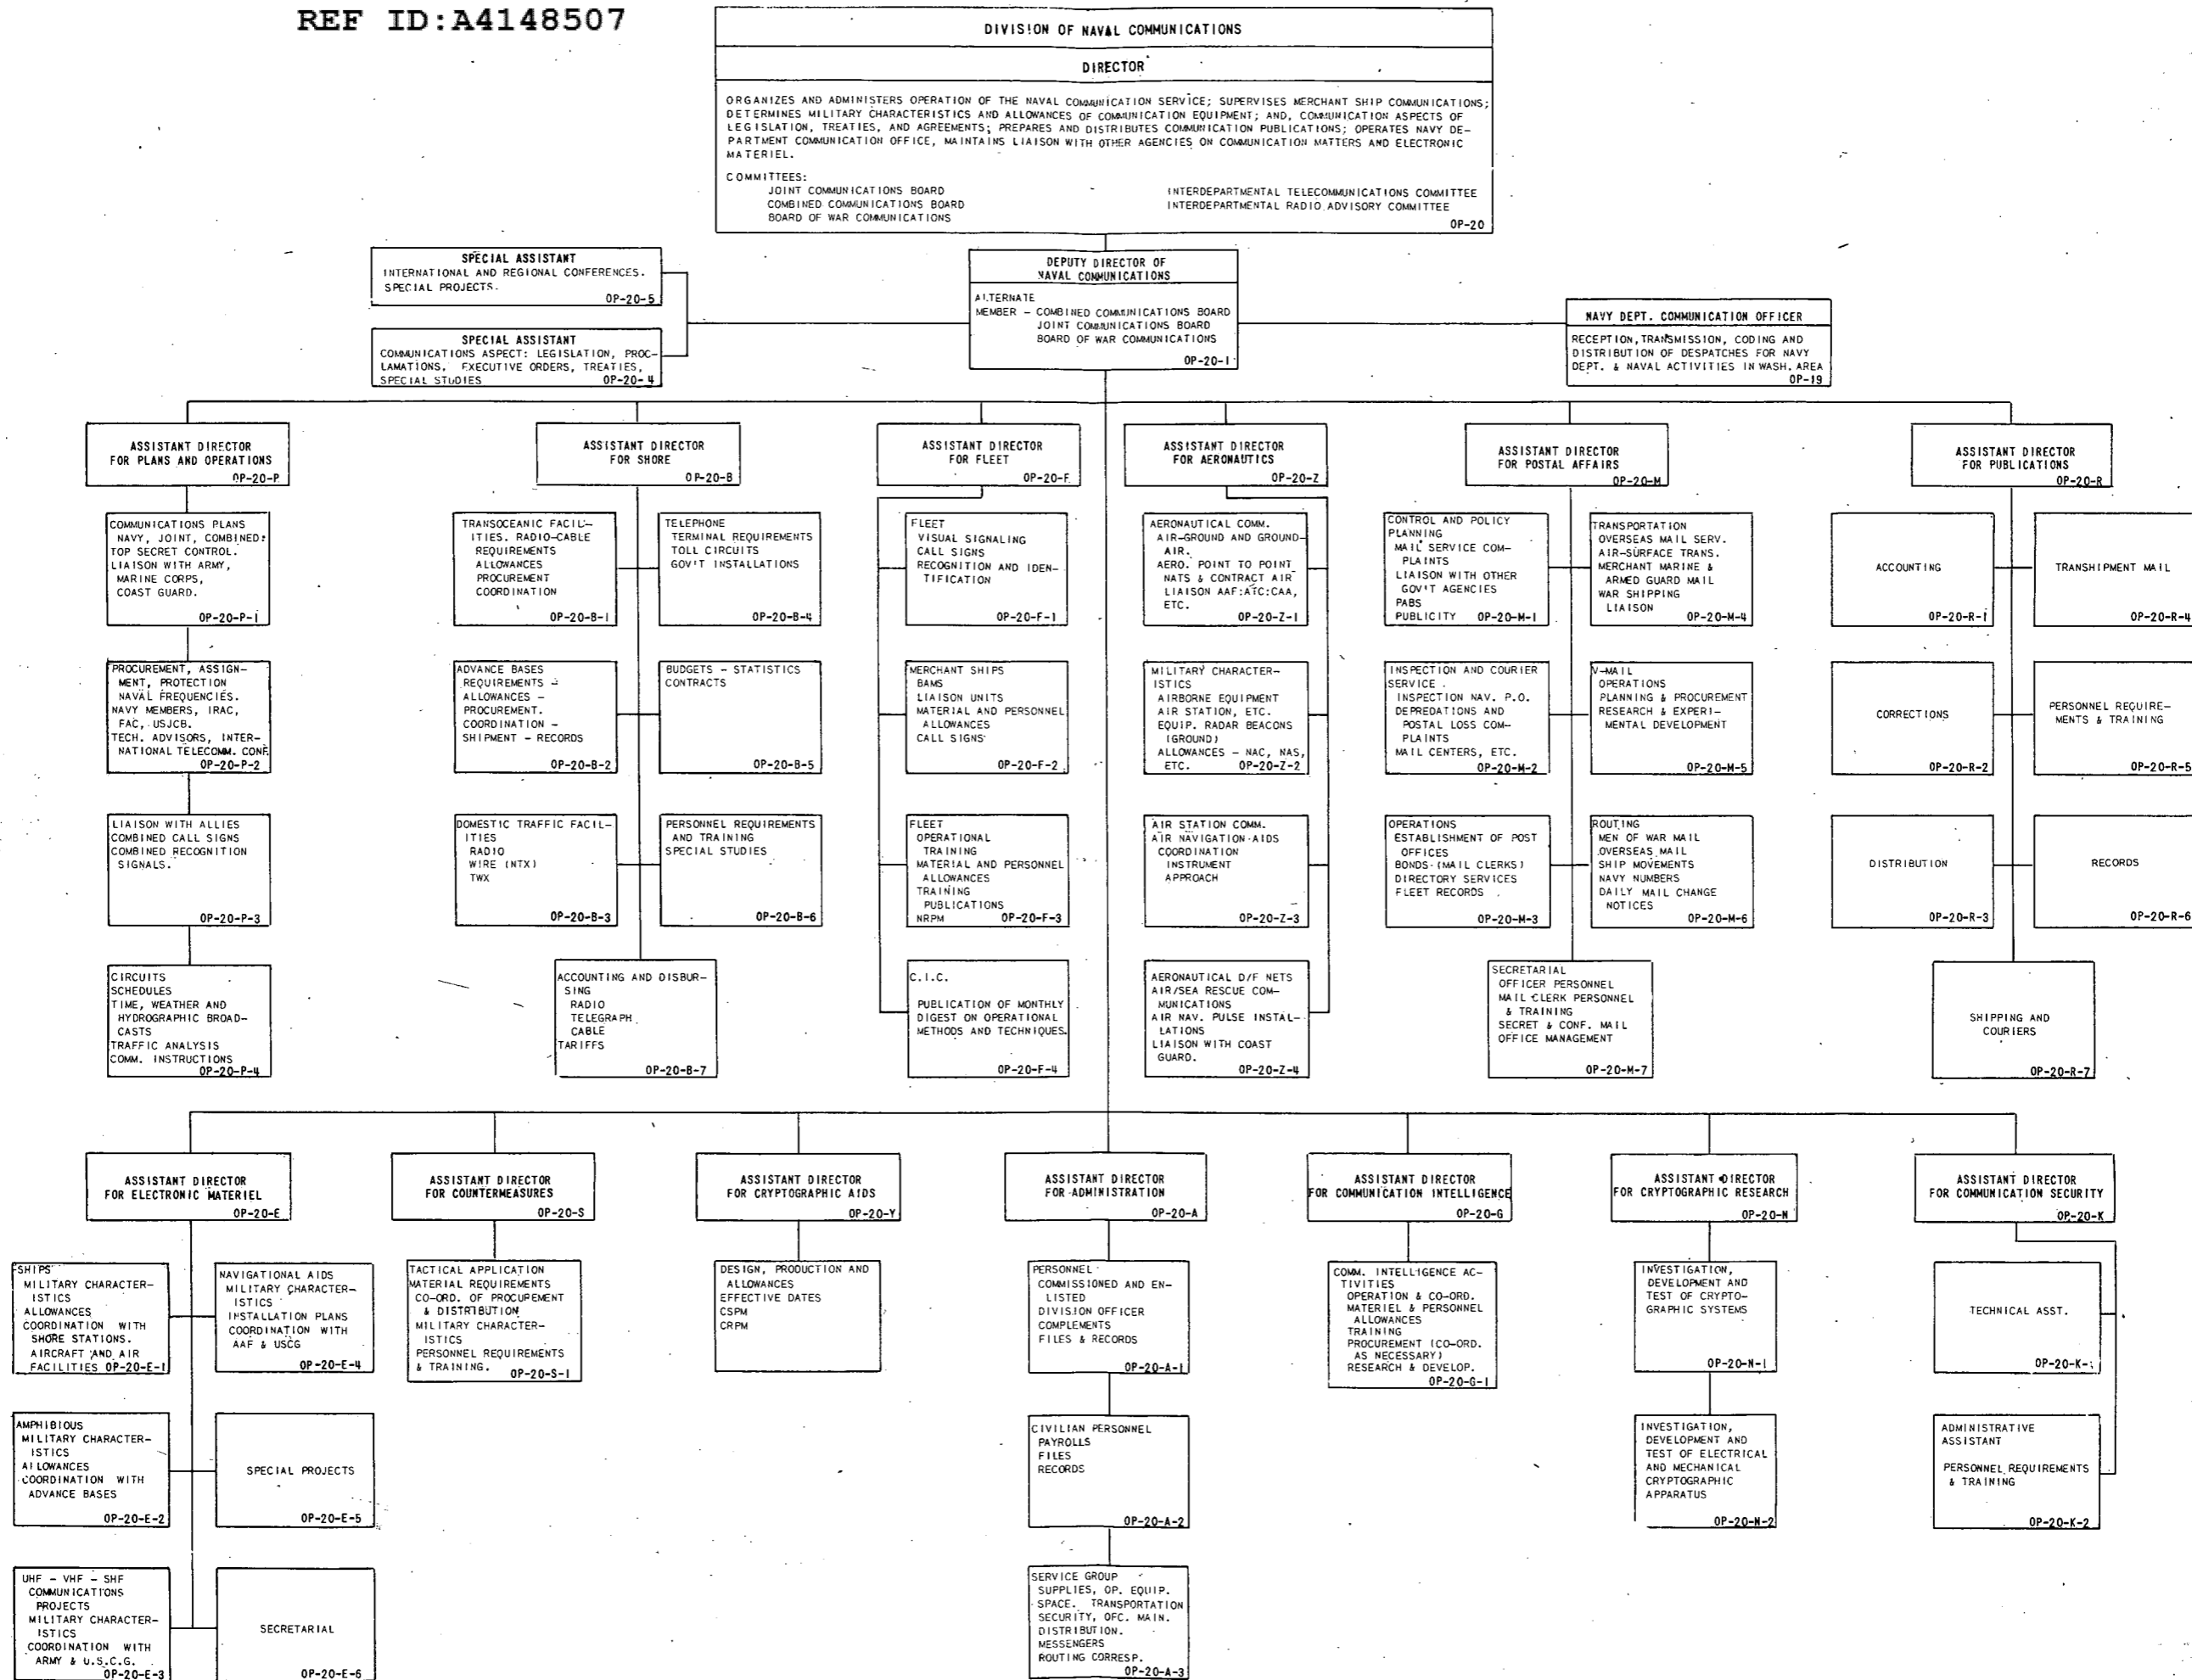 REF ID:A4148507
DIVISION OF NAVAL COMMUNICATIONS
DIRECTOR
ORGANIZES AND ADMINISTERS OPERATION OF THE NAVAL COMMUNICATION SERVICE; SUPERVISES MERCHANT SHIP COMMUNICATIONS;
DETERMINES MILITARY CHARACTERISTICS AND ALLOWANCES OF COMMUNICATION EQUIPMENT; AND, COMMUNICATION ASPECTS OF
LEGISLATION, TREATIES, AND AGREEMENTS; PREPARES AND DISTRIBUTES COMMUNICATION PUBLICATIONS; OPERATES NAVY DE-
PARTMENT COMMUNICATION OFFICE, MAINTAINS LIAISON WITH OTHER AGENCIES ON COMMUNICATION MATTERS AND ELECTRONIC
MATERIEL.
COMMITTEES:
JOINT COMMUNICATIONS BOARD
COMBINED COMMUNICATIONS BOARD
BOARD OF WAR COMMUNICATIONS
INTERDEPARTMENTAL TELECOMMUNICATIONS COMMITTEE
INTERDEPARTMENTAL RADIO ADVISORY COMMITTEE
OP-20
SPECIAL ASSISTANT
INTERNATIONAL AND REGIONAL CONFERENCES.
SPECIAL PROJECTS.
OP-20-5
SPECIAL ASSISTANT
COMMUNICATIONS ASPECT: LEGISLATION, PROC-
LAMATIONS, EXECUTIVE ORDERS, TREATIES,
SPECIAL STUDIES OP-20-4
DEPUTY DIRECTOR OF
NAVAL COMMUNICATIONS
ALTERNATE
MEMBER - COMBINED COMMUNICATIONS BOARD
JOINT COMMUNICATIONS BOARD
BOARD OF WAR COMMUNICATIONS
OP-20-1
NAVY DEPT. COMMUNICATION OFFICER
RECEPTION, TRANSMISSION, CODING AND
DISTRIBUTION OF DESPATCHES FOR NAVY
DEPT. & NAVAL ACTIVITIES IN WASH. AREA
OP-19
ASSISTANT DIRECTOR
FOR PLANS AND OPERATIONS
OP-20-P
ASSISTANT DIRECTOR
FOR SHORE
OP-20-B
ASSISTANT DIRECTOR
FOR FLEET
OP-20-F
ASSISTANT DIRECTOR
FOR AERONAUTICS
OP-20-Z
ASSISTANT DIRECTOR
FOR POSTAL AFFAIRS
OP-20-M
ASSISTANT DIRECTOR
FOR PUBLICATIONS
OP-20-R
COMMUNICATIONS PLANS
NAVY, JOINT, COMBINED:
TOP SECRET CONTROL.
LIAISON WITH ARMY,
MARINE CORPS,
COAST GUARD.
OP-20-P-1
TRANSOCEANIC FACIL-
ITIES. RADIO-CABLE
REQUIREMENTS
ALLOWANCES
PROCUREMENT
COORDINATION
OP-20-B-1
TELEPHONE
TERMINAL REQUIREMENTS
TOLL CIRCUITS
GOV'T INSTALLATIONS
OP-20-B-4
FLEET
VISUAL SIGNALING
CALL SIGNS
RECOGNITION AND IDEN-
TIFICATION
OP-20-F-1
AERONAUTICAL COMM.
AIR-GROUND AND GROUND-
AIR.
AERO. POINT TO POINT
NATS & CONTRACT AIR
LIAISON AAF:ATC:CAA,
ETC.
OP-20-Z-1
CONTROL AND POLICY
PLANNING
MAIL SERVICE COM-
PLAINTS
LIAISON WITH OTHER
GOV'T AGENCIES
PABS
PUBLICITY OP-20-M-1
TRANSPORTATION
OVERSEAS MAIL SERV.
AIR-SURFACE TRANS.
MERCHANT MARINE &
ARMED GUARD MAIL
WAR SHIPPING
LIAISON
OP-20-M-4
ACCOUNTING
OP-20-R-1
TRANSHIPMENT MAIL
OP-20-R-4
PROCUREMENT, ASSIGN-
MENT, PROTECTION
NAVAL FREQUENCIES.
NAVY MEMBERS, IRAC,
FAC, USJCB.
TECH. ADVISORS, INTER-
NATIONAL TELECOMM. CONF.
OP-20-P-2
ADVANCE BASES
REQUIREMENTS -
ALLOWANCES -
PROCUREMENT.
COORDINATION -
SHIPMENT - RECORDS
OP-20-B-2
BUDGETS - STATISTICS
CONTRACTS
OP-20-B-5
MERCHANT SHIPS
BAMS
LIAISON UNITS
MATERIAL AND PERSONNEL
ALLOWANCES
CALL SIGNS
OP-20-F-2
MILITARY CHARACTER-
ISTICS
AIRBORNE EQUIPMENT
AIR STATION, ETC.
EQUIP. RADAR BEACONS
(GROUND)
ALLOWANCES - NAC, NAS,
ETC. OP-20-Z-2
INSPECTION AND COURIER
SERVICE
INSPECTION NAV. P.O.
DEPREDATIONS AND
POSTAL LOSS COM-
PLAINTS
MAIL CENTERS, ETC.
OP-20-M-2
V-MAIL
OPERATIONS
PLANNING & PROCUREMENT
RESEARCH & EXPERI-
MENTAL DEVELOPMENT
OP-20-M-5
CORRECTIONS
OP-20-R-2
PERSONNEL REQUIRE-
MENTS & TRAINING
OP-20-R-5
LIAISON WITH ALLIES
COMBINED CALL SIGNS
COMBINED RECOGNITION
SIGNALS.
OP-20-P-3
DOMESTIC TRAFFIC FACIL-
ITIES
RADIO
WIRE (NTX)
TWX
OP-20-B-3
PERSONNEL REQUIREMENTS
AND TRAINING
SPECIAL STUDIES
OP-20-B-6
FLEET
OPERATIONAL
TRAINING
MATERIAL AND PERSONNEL
ALLOWANCES
TRAINING
PUBLICATIONS
NRPM OP-20-F-3
AIR STATION COMM.
AIR NAVIGATION AIDS
COORDINATION
INSTRUMENT
APPROACH
OP-20-Z-3
OPERATIONS
ESTABLISHMENT OF POST
OFFICES
BONDS (MAIL CLERKS)
DIRECTORY SERVICES
FLEET RECORDS
OP-20-M-3
ROUTING
MEN OF WAR MAIL
OVERSEAS MAIL
SHIP MOVEMENTS
NAVY NUMBERS
DAILY MAIL CHANGE
NOTICES
OP-20-M-6
DISTRIBUTION
OP-20-R-3
RECORDS
OP-20-R-6
CIRCUITS
SCHEDULES
TIME, WEATHER AND
HYDROGRAPHIC BROAD-
CASTS
TRAFFIC ANALYSIS
COMM. INSTRUCTIONS
OP-20-P-4
ACCOUNTING AND DISBUR-
SING
RADIO
TELEGRAPH
CABLE
TARIFFS
OP-20-B-7
C.I.C.
PUBLICATION OF MONTHLY
DIGEST ON OPERATIONAL
METHODS AND TECHNIQUES.
OP-20-F-4
AERONAUTICAL D/F NETS
AIR/SEA RESCUE COM-
MUNICATIONS
AIR NAV. PULSE INSTAL-
LATIONS
LIAISON WITH COAST
GUARD.
OP-20-Z-4
SECRETARIAL
OFFICER PERSONNEL
MAIL CLERK PERSONNEL
& TRAINING
SECRET & CONF. MAIL
OFFICE MANAGEMENT
OP-20-M-7
SHIPPING AND
COURIERS
OP-20-R-7
ASSISTANT DIRECTOR
FOR ELECTRONIC MATERIEL
OP-20-E
ASSISTANT DIRECTOR
FOR COUNTERMEASURES
OP-20-S
ASSISTANT DIRECTOR
FOR CRYPTOGRAPHIC AIDS
OP-20-Y
ASSISTANT DIRECTOR
FOR ADMINISTRATION
OP-20-A
ASSISTANT DIRECTOR
FOR COMMUNICATION INTELLIGENCE
OP-20-G
ASSISTANT DIRECTOR
FOR CRYPTOGRAPHIC RESEARCH
OP-20-N
ASSISTANT DIRECTOR
FOR COMMUNICATION SECURITY
OP-20-K
SHIPS
MILITARY CHARACTER-
ISTICS
ALLOWANCES
COORDINATION WITH
SHORE STATIONS.
AIRCRAFT AND AIR
FACILITIES OP-20-E-1
NAVIGATIONAL AIDS
MILITARY CHARACTER-
ISTICS
INSTALLATION PLANS
COORDINATION WITH
AAF & USCG
OP-20-E-4
TACTICAL APPLICATION
MATERIAL REQUIREMENTS
CO-ORD. OF PROCUPEMENT
& DISTRIBUTION
MILITARY CHARACTER-
ISTICS
PERSONNEL REQUIREMENTS
& TRAINING.
OP-20-S-1
DESIGN, PRODUCTION AND
ALLOWANCES
EFFECTIVE DATES
CSPM
CRPM
PERSONNEL
COMMISSIONED AND EN-
LISTED
DIVISION OFFICER
COMPLEMENTS
FILES & RECORDS
OP-20-A-1
COMM. INTELLIGENCE AC-
TIVITIES
OPERATION & CO-ORD.
MATERIEL & PERSONNEL
ALLOWANCES
TRAINING
PROCUREMENT (CO-ORD.
AS NECESSARY)
RESEARCH & DEVELOP.
OP-20-G-1
INVESTIGATION,
DEVELOPMENT AND
TEST OF CRYPTO-
GRAPHIC SYSTEMS
OP-20-N-1
TECHNICAL ASST.
OP-20-K-
AMPHIBIOUS
MILITARY CHARACTER-
ISTICS
ALLOWANCES
COORDINATION WITH
ADVANCE BASES
OP-20-E-2
SPECIAL PROJECTS
OP-20-E-5
CIVILIAN PERSONNEL
PAYROLLS
FILES
RECORDS
OP-20-A-2
INVESTIGATION,
DEVELOPMENT AND
TEST OF ELECTRICAL
AND MECHANICAL
CRYPTOGRAPHIC
APPARATUS
OP-20-N-2
ADMINISTRATIVE
ASSISTANT
PERSONNEL REQUIREMENTS
& TRAINING
OP-20-K-2
UHF - VHF - SHF
COMMUNICATIONS
PROJECTS
MILITARY CHARACTER-
ISTICS
COORDINATION WITH
ARMY & U.S.C.G.
OP-20-E-3
SECRETARIAL
OP-20-E-6
SERVICE GROUP
SUPPLIES, OP. EQUIP.
SPACE. TRANSPORTATION
SECURITY, OFC. MAIN.
DISTRIBUTION.
MESSENGERS
ROUTING CORRESP.
OP-20-A-3